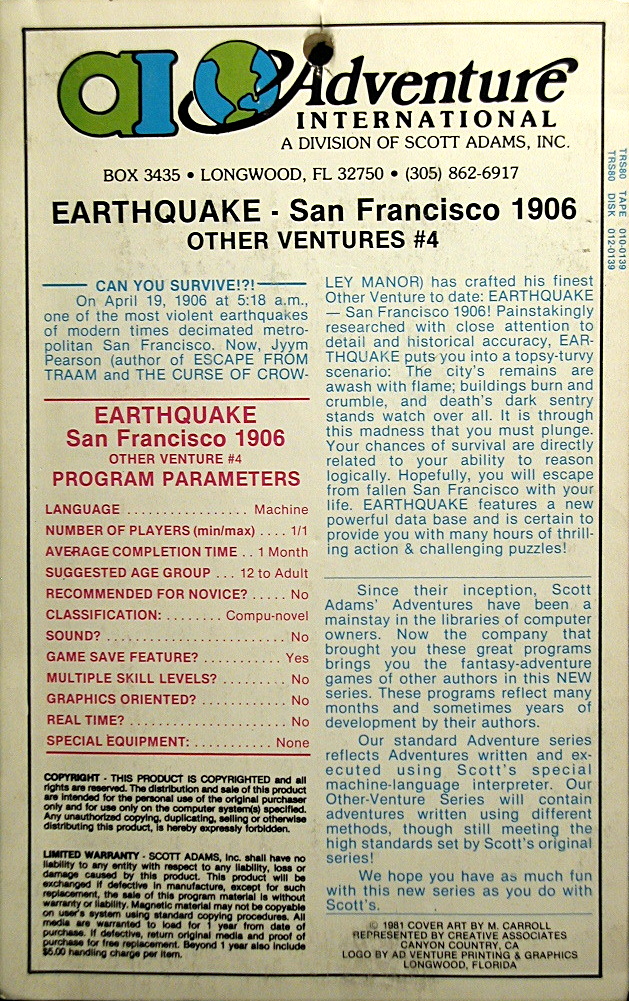 aI Adventure
INTERNATIONAL
A DIVISION OF SCOTT ADAMS, INC.
BOX 3435 • LONGWOOD, FL 32750 • (305) 862-6917
EARTHQUAKE - San Francisco 1906
OTHER VENTURES #4
TRS80 TAPE 010-0139
TRS80 DISK 012-0139
CAN YOU SURVIVE!?!
On April 19, 1906 at 5:18 a.m.,
one of the most violent earthquakes
of modern times decimated metro-
politan San Francisco. Now, Jyym
Pearson (author of ESCAPE FROM
TRAAM and THE CURSE OF CROW-
LEY MANOR) has crafted his finest
Other Venture to date: EARTHQUAKE
— San Francisco 1906! Painstakingly
researched with close attention to
detail and historical accuracy, EAR-
THQUAKE puts you into a topsy-turvy
scenario: The city's remains are
awash with flame; buildings burn and
crumble, and death's dark sentry
stands watch over all. It is through
this madness that you must plunge.
Your chances of survival are directly
related to your ability to reason
logically. Hopefully, you will escape
from fallen San Francisco with your
life. EARTHQUAKE features a new
powerful data base and is certain to
provide you with many hours of thrill-
ing action & challenging puzzles!
EARTHQUAKE
San Francisco 1906
OTHER VENTURE #4
PROGRAM PARAMETERS
LANGUAGE ................ Machine
NUMBER OF PLAYERS (min/max) .... 1/1
AVERAGE COMPLETION TIME .. 1 Month
SUGGESTED AGE GROUP ... 12 to Adult
RECOMMENDED FOR NOVICE? ..... No
CLASSIFICATION: ........ Compu-novel
SOUND? ....................... No
GAME SAVE FEATURE? .......... Yes
MULTIPLE SKILL LEVELS? ........ No
GRAPHICS ORIENTED? .......... No
REAL TIME? .................... No
SPECIAL EQUIPMENT: .......... None
COPYRIGHT - THIS PRODUCT IS COPYRIGHTED and all
rights are reserved. The distribution and sale of this product
are intended for the personal use of the original purchaser
only and for use only on the computer system(s) specified.
Any unauthorized copying, duplicating, selling or otherwise
distributing this product, is hereby expressly forbidden.
LIMITED WARRANTY - SCOTT ADAMS, Inc. shall have no
liability to any entity with respect to any liability, loss or
damage caused by this product. This product will be
exchanged if defective in manufacture, except for such
replacement, the sale of this program material is without
warranty or liability. Magnetic material may not be copyable
on user's system using standard copying procedures. All
media are warranted to load for 1 year from date of
purchase. If defective, return original media and proof of
purchase for free replacement. Beyond 1 year also include
$5.00 handling charge per item.
Since their inception, Scott
Adams' Adventures have been a
mainstay in the libraries of computer
owners. Now the company that
brought you these great programs
brings you the fantasy-adventure
games of other authors in this NEW
series. These programs reflect many
months and sometimes years of
development by their authors.
Our standard Adventure series
reflects Adventures written and ex-
ecuted using Scott's special
machine-language interpreter. Our
Other-Venture Series will contain
adventures written using different
methods, though still meeting the
high standards set by Scott's original
series!
We hope you have as much fun
with this new series as you do with
Scott's.
© 1981 COVER ART BY M. CARROLL
REPRESENTED BY CREATIVE ASSOCIATES
CANYON COUNTRY, CA
LOGO BY AD VENTURE PRINTING & GRAPHICS
LONGWOOD, FLORIDA